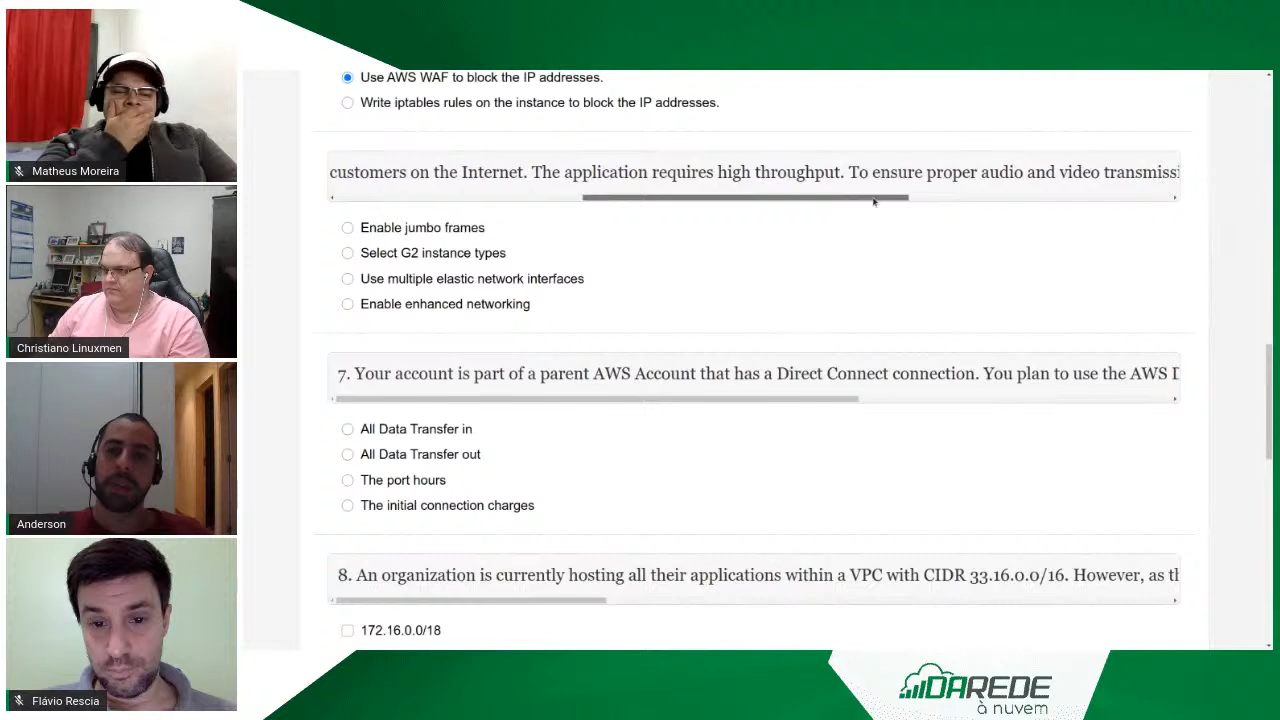 Matheus Moreira
Christiano Linuxmen
Anderson
Flávio Rescia
Use AWS WAF to block the IP addresses.
Write iptables rules on the instance to block the IP addresses.
customers on the Internet. The application requires high throughput. To ensure proper audio and video transmissi
Enable jumbo frames
Select G2 instance types
Use multiple elastic network interfaces
Enable enhanced networking
7. Your account is part of a parent AWS Account that has a Direct Connect connection. You plan to use the AWS D
All Data Transfer in
All Data Transfer out
The port hours
The initial connection charges
8. An organization is currently hosting all their applications within a VPC with CIDR 33.16.0.0/16. However, as th
172.16.0.0/18
DAREDE
à nuvem